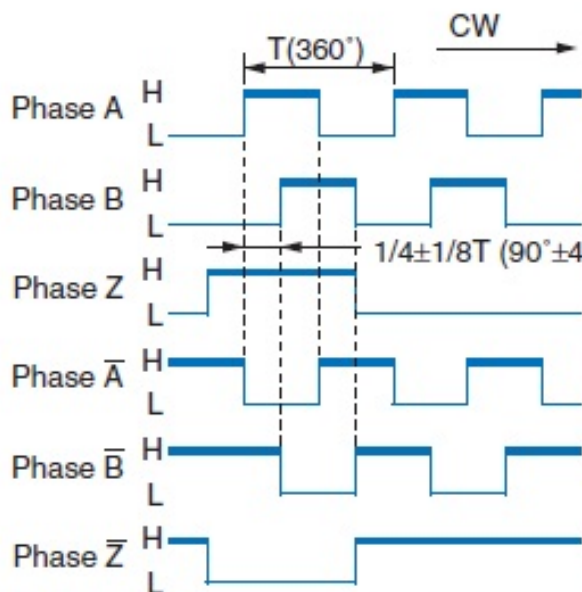 CW
T(360°)
Phase A H
L
Phase B H
L
1/4±1/8T (90°±4
Phase Z H
L
Phase A̅ H
L
Phase B̅ H
L
Phase Z̅ H
L